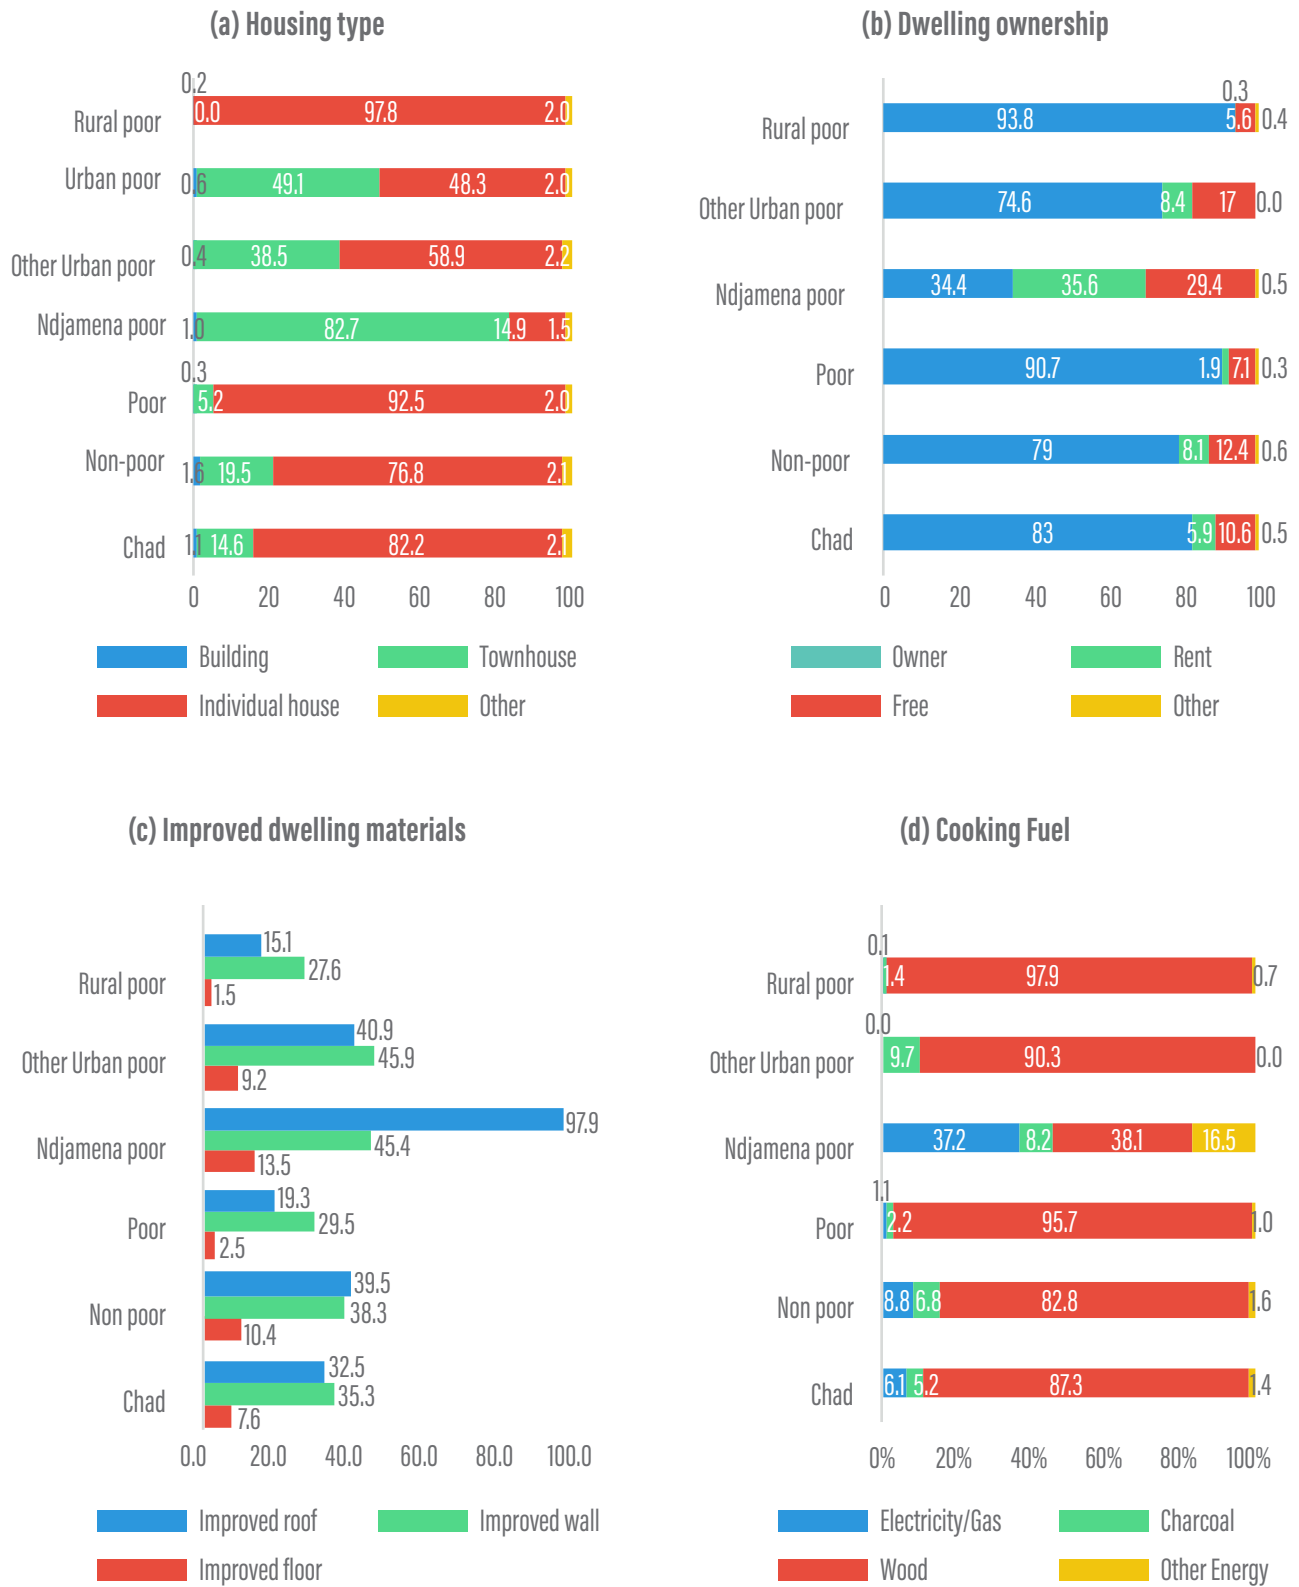 (a) Housing type
0.2
Rural poor 0.0 97.8 2.0
Urban poor 0.6 49.1 48.3 2.0
Other Urban poor 0.4 38.5 58.9 2.2
Ndjamena poor 1.0 82.7 14.9 1.5
0.3
Poor 5.2 92.5 2.0
Non-poor 1.6 19.5 76.8 2.1
Chad 1.1 14.6 82.2 2.1
0 20 40 60 80 100
Building Townhouse
Individual house Other
(b) Dwelling ownership
0.3
Rural poor 93.8 5.6 0.4
Other Urban poor 74.6 8.4 17 0.0
Ndjamena poor 34.4 35.6 29.4 0.5
Poor 90.7 1.9 7.1 0.3
Non-poor 79 8.1 12.4 0.6
Chad 83 5.9 10.6 0.5
0 20 40 60 80 100
Owner Rent
Free Other
(c) Improved dwelling materials
15.1
Rural poor 27.6
1.5
40.9
Other Urban poor 45.9
9.2
97.9
Ndjamena poor 45.4
13.5
19.3
Poor 29.5
2.5
39.5
Non poor 38.3
10.4
32.5
Chad 35.3
7.6
0.0 20.0 40.0 60.0 80.0 100.0
Improved roof Improved wall
Improved floor
(d) Cooking Fuel
0.1
Rural poor 1.4 97.9 0.7
0.0
Other Urban poor 9.7 90.3 0.0
Ndjamena poor 37.2 8.2 38.1 16.5
1.1
Poor 2.2 95.7 1.0
Non poor 8.8 6.8 82.8 1.6
Chad 6.1 5.2 87.3 1.4
0% 20% 40% 60% 80% 100%
Electricity/Gas Charcoal
Wood Other Energy